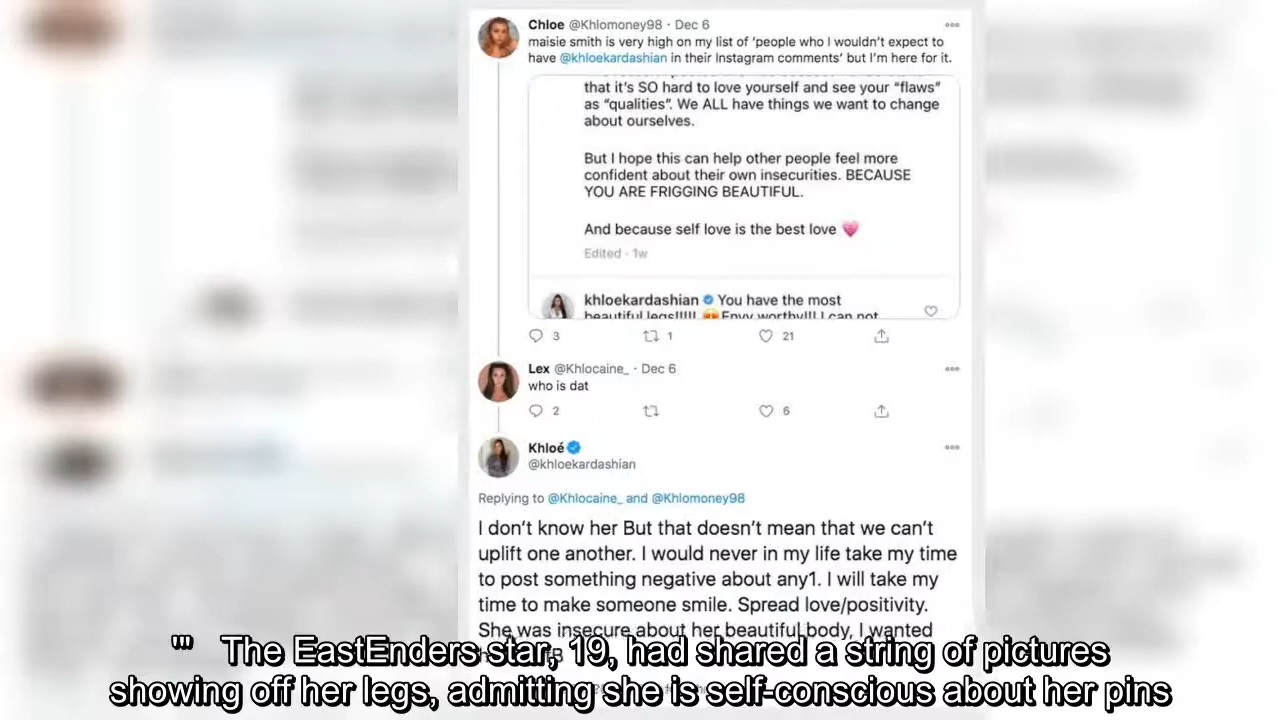 Chloe @Khlomoney98 · Dec 6
maisie smith is very high on my list of ‘people who I wouldn’t expect to
have @khloekardashian in their Instagram comments’ but I’m here for it.
that it’s SO hard to love yourself and see your “flaws”
as “qualities”. We ALL have things we want to change
about ourselves.
But I hope this can help other people feel more
confident about their own insecurities. BECAUSE
YOU ARE FRIGGING BEAUTIFUL.
And because self love is the best love 💗
Edited · 1w
khloekardashian You have the most
beautiful legs!!!!! 😍 Envy worthy!!! I can not
3 1 21
Lex @Khlocaine_ · Dec 6
who is dat
2 6
Khloé
@khloekardashian
Replying to @Khlocaine_ and @Khlomoney98
I don’t know her But that doesn’t mean that we can’t
uplift one another. I would never in my life take my time
to post something negative about any1. I will take my
time to make someone smile. Spread love/positivity.
She was insecure about her beautiful body, I wanted
"' The EastEnders star, 19, had shared a string of pictures
showing off her legs, admitting she is self-conscious about her pins